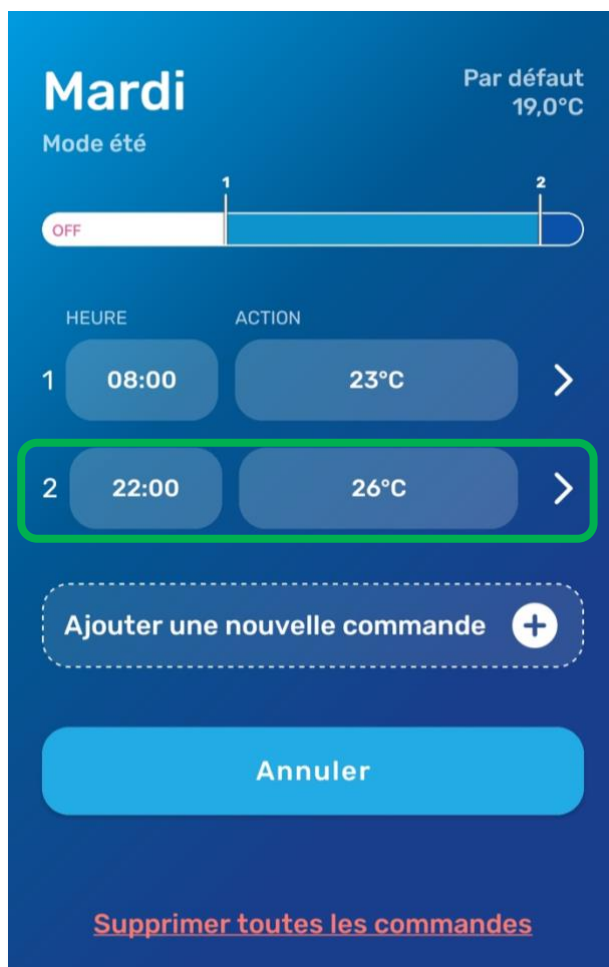 Mardi
Par défaut
19,0°C
Mode été
1
2
OFF
HEURE
ACTION
1
08:00
23°C
2
22:00
26°C
Ajouter une nouvelle commande
Annuler
Supprimer toutes les commandes